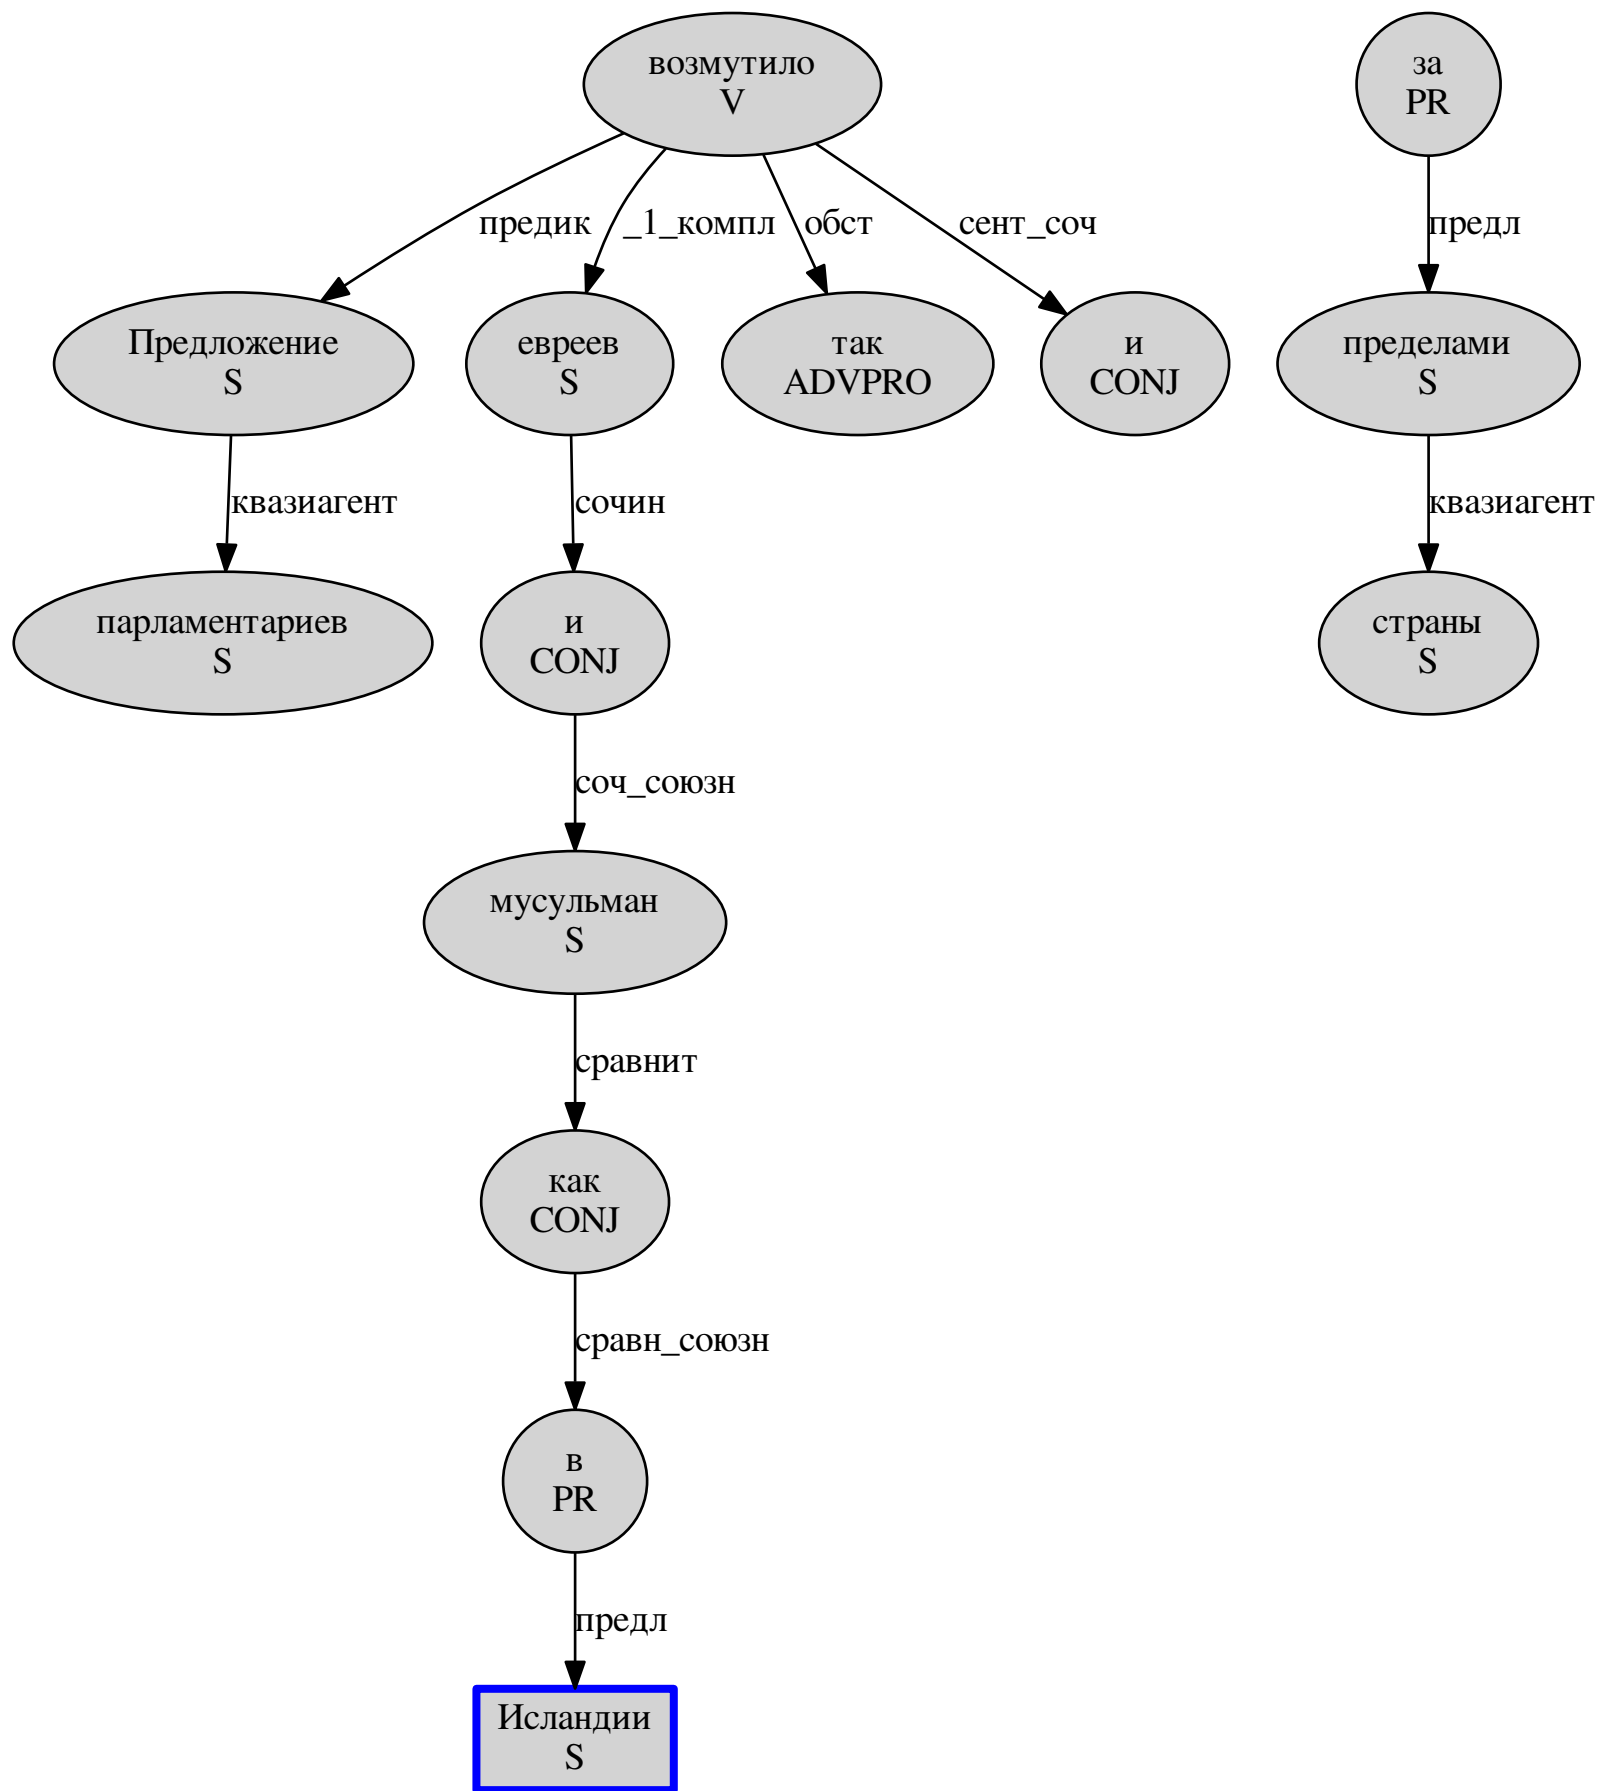 возмутило
V
за
PR
предик
_1_компл
обст
сент_соч
предл
Предложение
S
евреев
S
так
ADVPRO
и
CONJ
пределами
S
квазиагент
сочин
квазиагент
парламентариев
S
и
CONJ
страны
S
соч_союзн
мусульман
S
сравнит
как
CONJ
сравн_союзн
в
PR
предл
Исландии
S